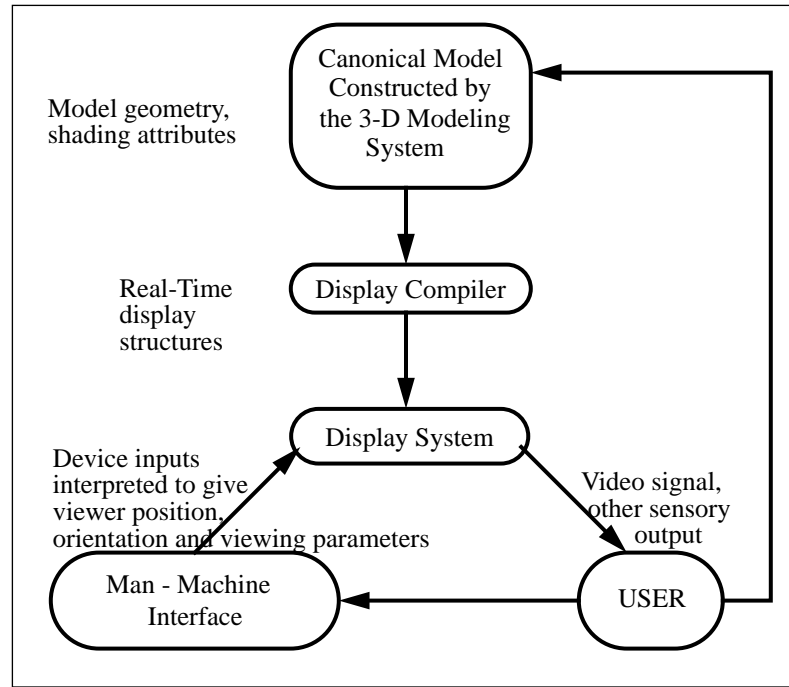 Canonical Model
Constructed by
the 3-D Modeling
System
Model geometry,
shading attributes
Display Compiler
Real-Time
display
structures
Display System
Device inputs
interpreted to give
viewer position,
orientation and viewing parameters
Video signal,
other sensory
output
Man - Machine
Interface
USER